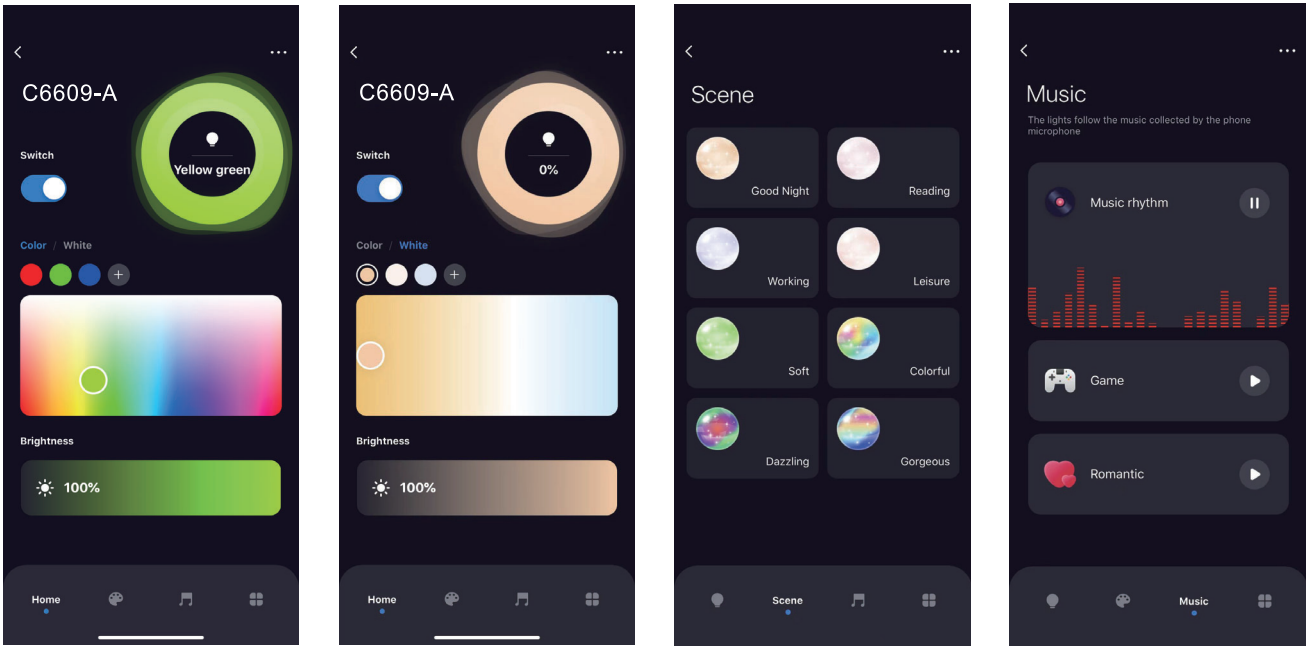 C6609-A
Switch
Yellow green
Color / White
Brightness
100%
Home
C6609-A
Switch
0%
Color / White
Brightness
100%
Home
Scene
Good Night
Reading
Working
Leisure
Soft
Colorful
Dazzling
Gorgeous
Scene
Music
The lights follow the music collected by the phone
microphone
Music rhythm
Game
Romantic
Music